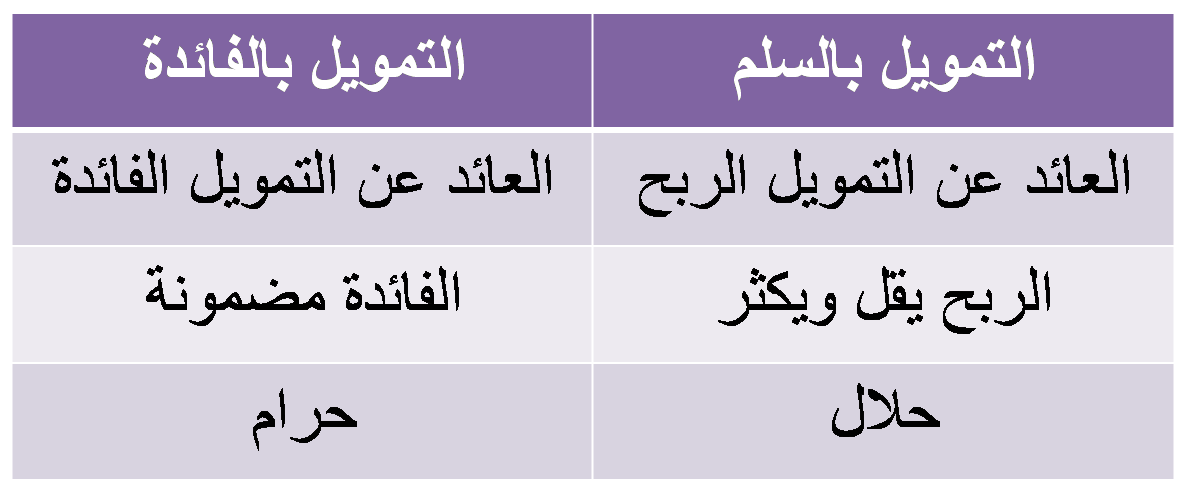 التمويل بالسلم
التمويل بالفائدة
العائد عن التمويل الربح
العائد عن التمويل الفائدة
الربح يقل ويكثر
الفائدة مضمونة
حلال
حرام